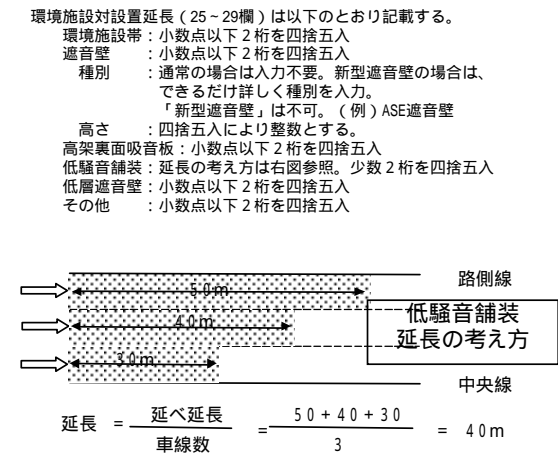 環境施設対設置延長（25～29欄）は以下のとおり記載する。
環境施設帯：小数点以下２桁を四捨五入
遮音壁　　：小数点以下２桁を四捨五入
種別　　：通常の場合は入力不要。新型遮音壁の場合は、
できるだけ詳しく種別を入力。
「新型遮音壁」は不可。（例）ASE遮音壁
高さ　　：四捨五入により整数とする。
高架裏面吸音板：小数点以下２桁を四捨五入
低騒音舗装：延長の考え方は右図参照。少数２桁を四捨五入
低層遮音壁：小数点以下２桁を四捨五入
その他　　：小数点以下２桁を四捨五入
路側線
50m
低騒音舗装
延長の考え方
40m
30m
中央線
延長 = 延べ延長 / 車線数 = 50+40+30 / 3 = 40m